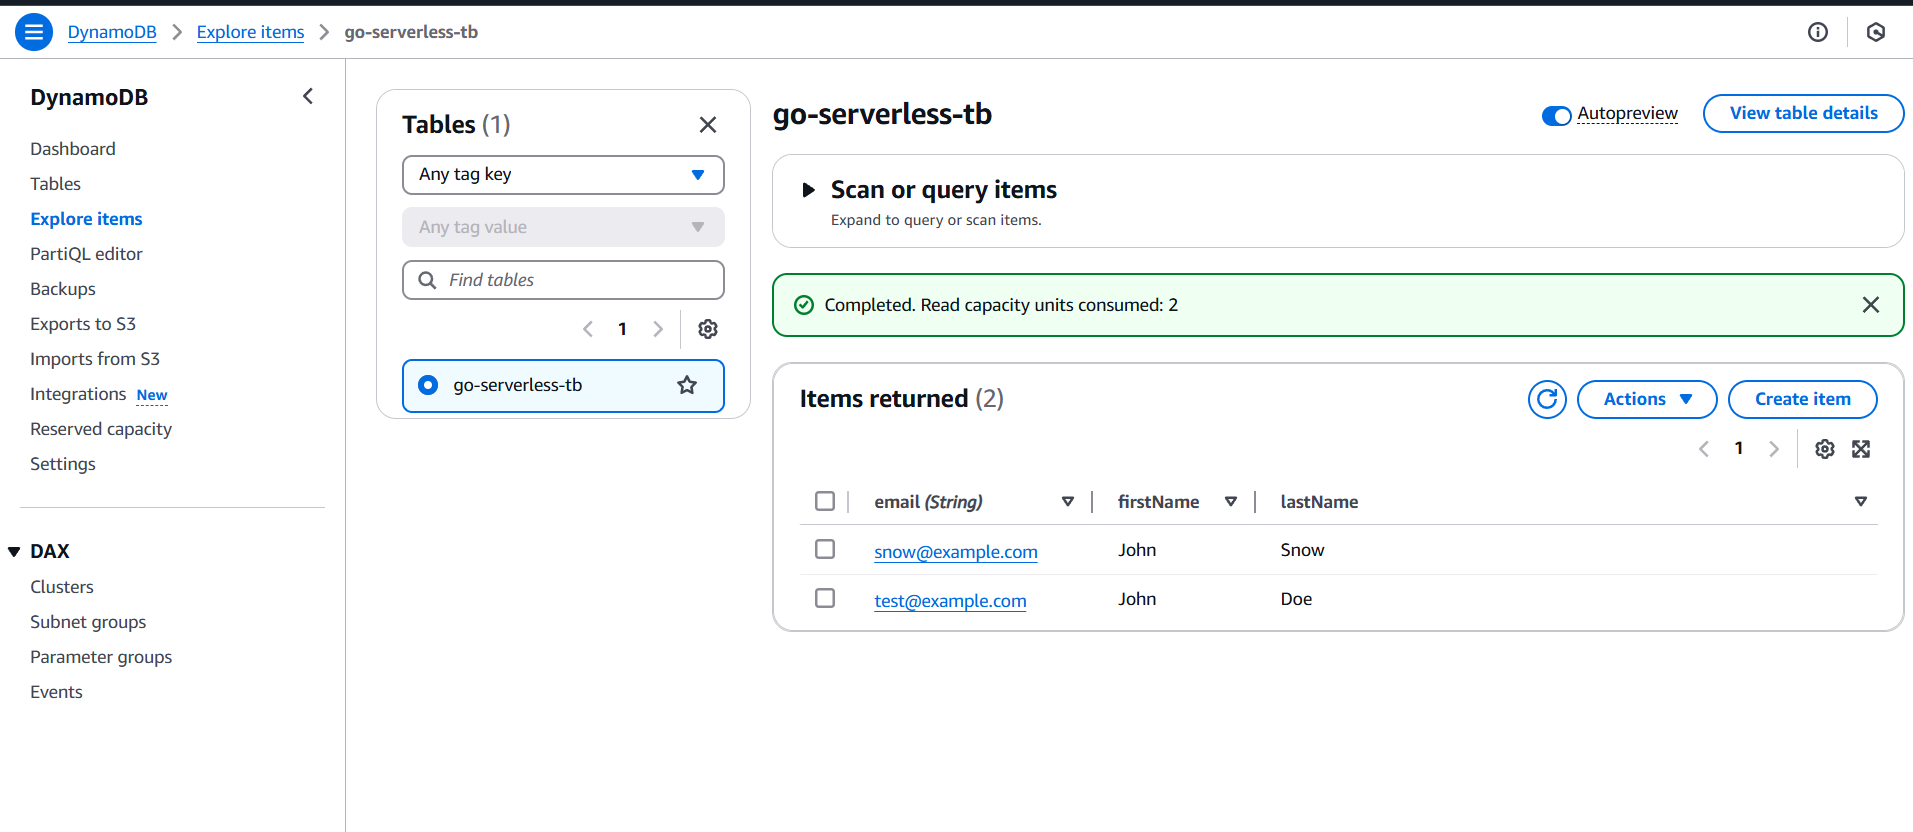 DynamoDB > Explore items > go-serverless-tb
DynamoDB
Dashboard
Tables
Explore items
PartiQL editor
Backups
Exports to S3
Imports from S3
Integrations New
Reserved capacity
Settings
DAX
Clusters
Subnet groups
Parameter groups
Events
Tables (1)
Any tag key
Any tag value
Find tables
1
go-serverless-tb
go-serverless-tb
Autopreview
View table details
Scan or query items
Expand to query or scan items.
Completed. Read capacity units consumed: 2
Items returned (2)
Actions
Create item
1
email (String) firstName lastName
snow@example.com John Snow
test@example.com John Doe